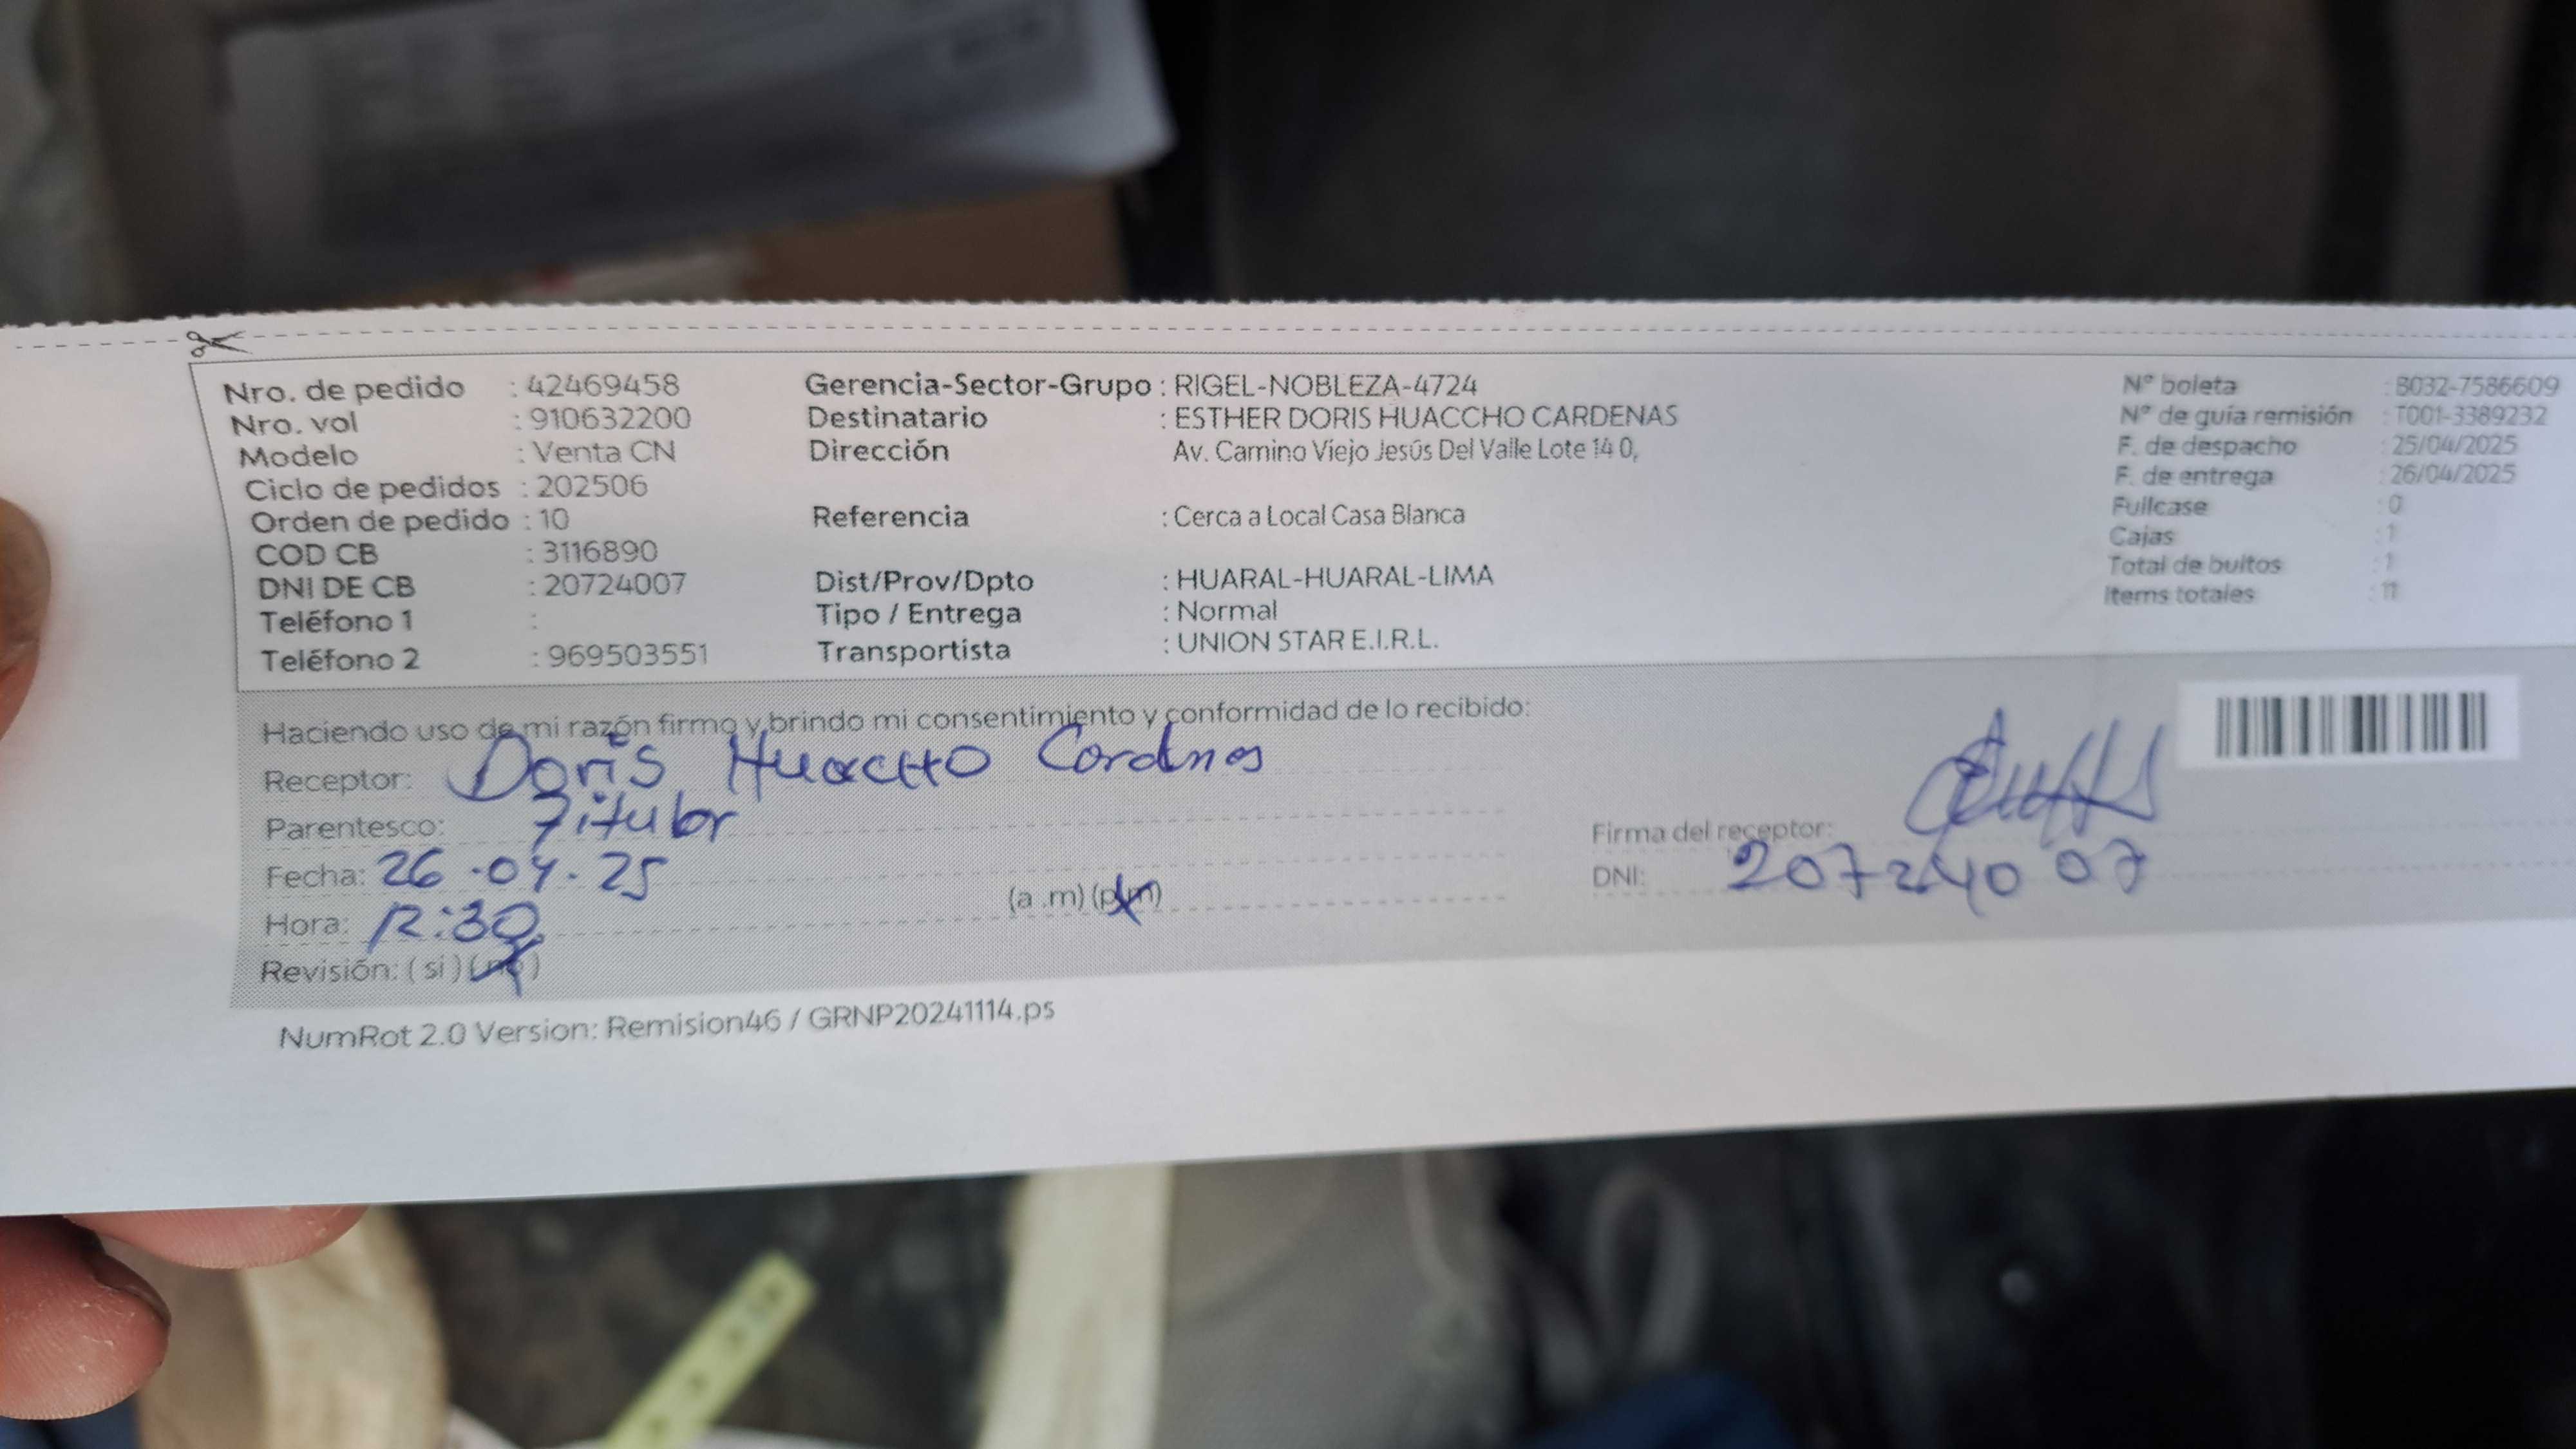 Nro. de pedido : 42469458
Nro. vol : 910632200
Modelo : Venta CN
Ciclo de pedidos : 202506
Orden de pedido : 10
COD CB : 3116890
DNI DE CB : 20724007
Teléfono 1 :
Teléfono 2 : 969503551
Gerencia-Sector-Grupo : RIGEL-NOBLEZA-4724
Destinatario : ESTHER DORIS HUACCHO CARDENAS
Dirección Av. Camino Viejo Jesús Del Valle Lote 14 0,
Referencia : Cerca a Local Casa Blanca
Dist/Prov/Dpto : HUARAL-HUARAL-LIMA
Tipo / Entrega : Normal
Transportista : UNION STAR E.I.R.L.
N° boleta : B032-7586609
N° de guía remisión : T001-3389232
F. de despacho : 25/04/2025
F. de entrega : 26/04/2025
Fullcase : 0
Cajas : 1
Total de bultos : 1
Items totales : 11
Haciendo uso de mi razón firmo y brindo mi consentimiento y conformidad de lo recibido:
Receptor: Doris Huaccho Cardnas
Parentesco: Titular
Fecha: 26-04-25
Hora: 12:30 (a.m) (p.m)
Revisión: (si) (no)
Firma del receptor:
DNI: 20724007
NumRot 2.0 Version: Remision46 / GRNP20241114.ps